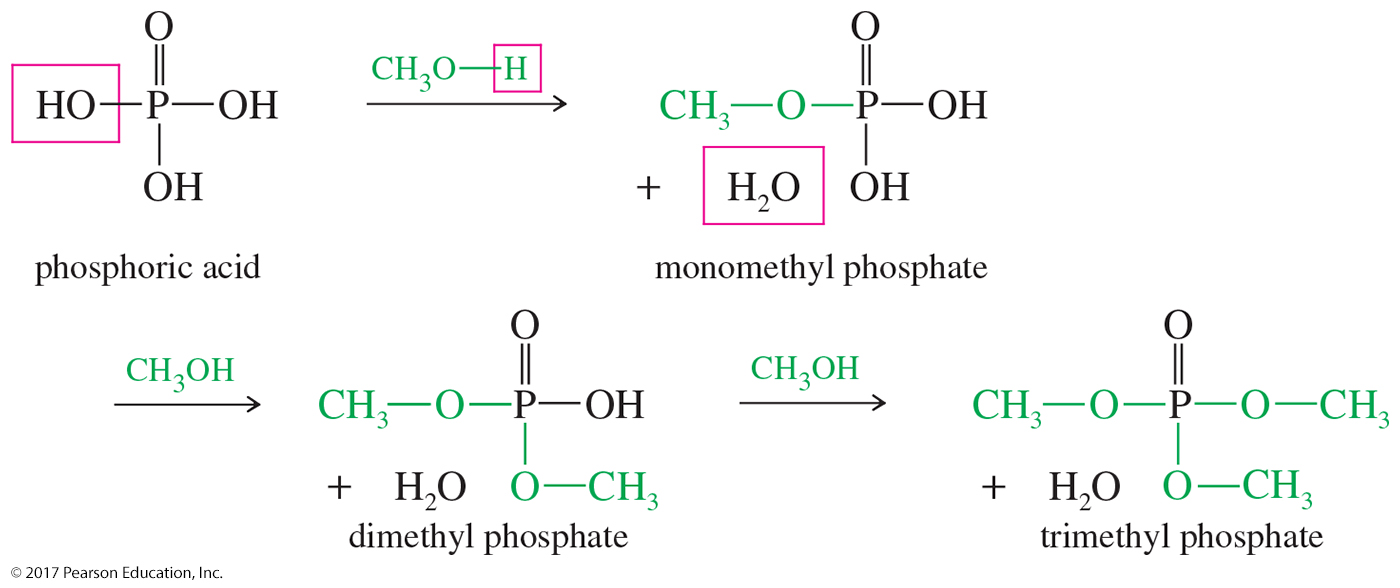 O O
HO—P—OH CH₃O—H CH₃—O—P—OH
OH + H₂O OH
phosphoric acid monomethyl phosphate
O O
CH₃OH CH₃—O—P—OH CH₃OH CH₃—O—P—O—CH₃
+ H₂O O—CH₃ + H₂O O—CH₃
dimethyl phosphate trimethyl phosphate
© 2017 Pearson Education, Inc.